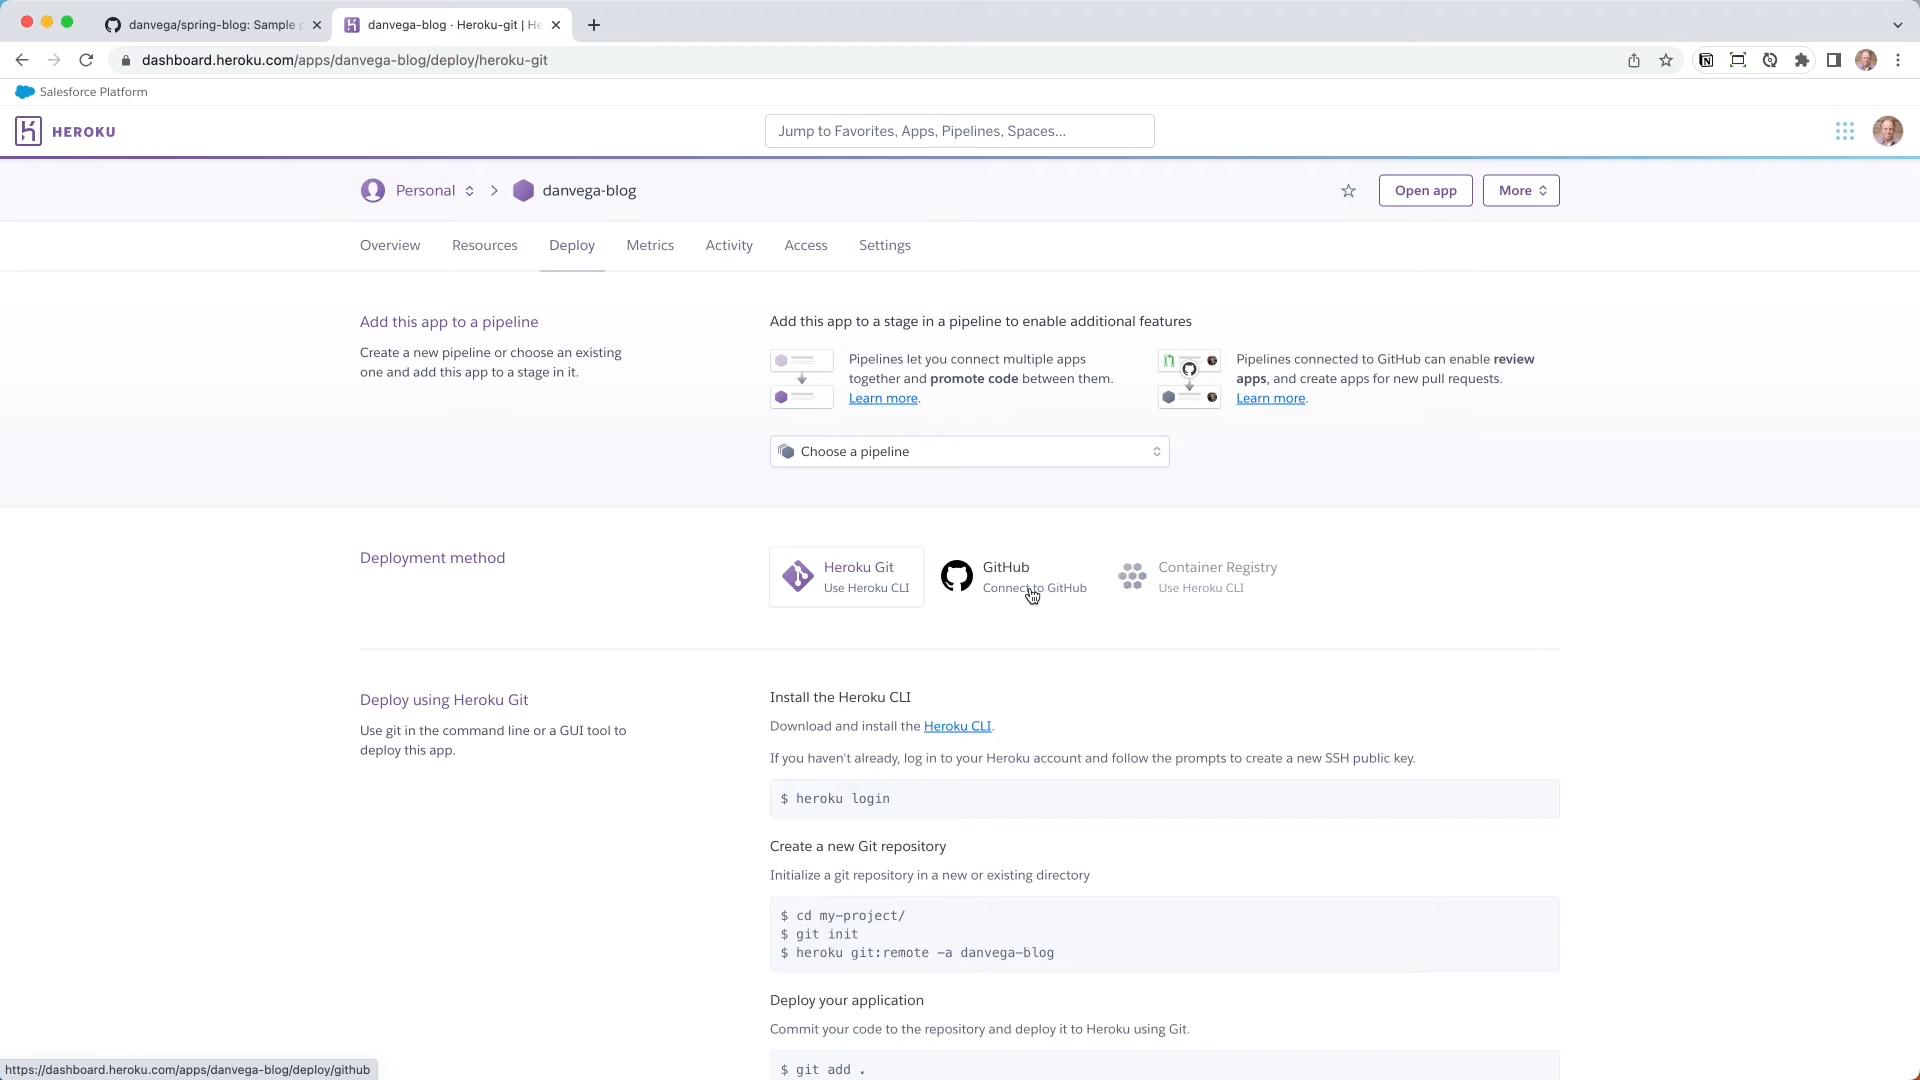 danvega/spring-blog: Sample
danvega-blog · Heroku-git | He
dashboard.heroku.com/apps/danvega-blog/deploy/heroku-git
Salesforce Platform
HEROKU
Jump to Favorites, Apps, Pipelines, Spaces...
Personal
danvega-blog
Open app
More
Overview
Resources
Deploy
Metrics
Activity
Access
Settings
Add this app to a pipeline
Create a new pipeline or choose an existing
one and add this app to a stage in it.
Add this app to a stage in a pipeline to enable additional features
Pipelines let you connect multiple apps
together and promote code between them.
Learn more.
Pipelines connected to GitHub can enable review
apps, and create apps for new pull requests.
Learn more.
Choose a pipeline
Deployment method
Heroku Git
Use Heroku CLI
GitHub
Connect to GitHub
Container Registry
Use Heroku CLI
Deploy using Heroku Git
Use git in the command line or a GUI tool to
deploy this app.
Install the Heroku CLI
Download and install the Heroku CLI.
If you haven't already, log in to your Heroku account and follow the prompts to create a new SSH public key.
$ heroku login
Create a new Git repository
Initialize a git repository in a new or existing directory
$ cd my-project/
$ git init
$ heroku git:remote -a danvega-blog
Deploy your application
Commit your code to the repository and deploy it to Heroku using Git.
$ git add .
https://dashboard.heroku.com/apps/danvega-blog/deploy/github